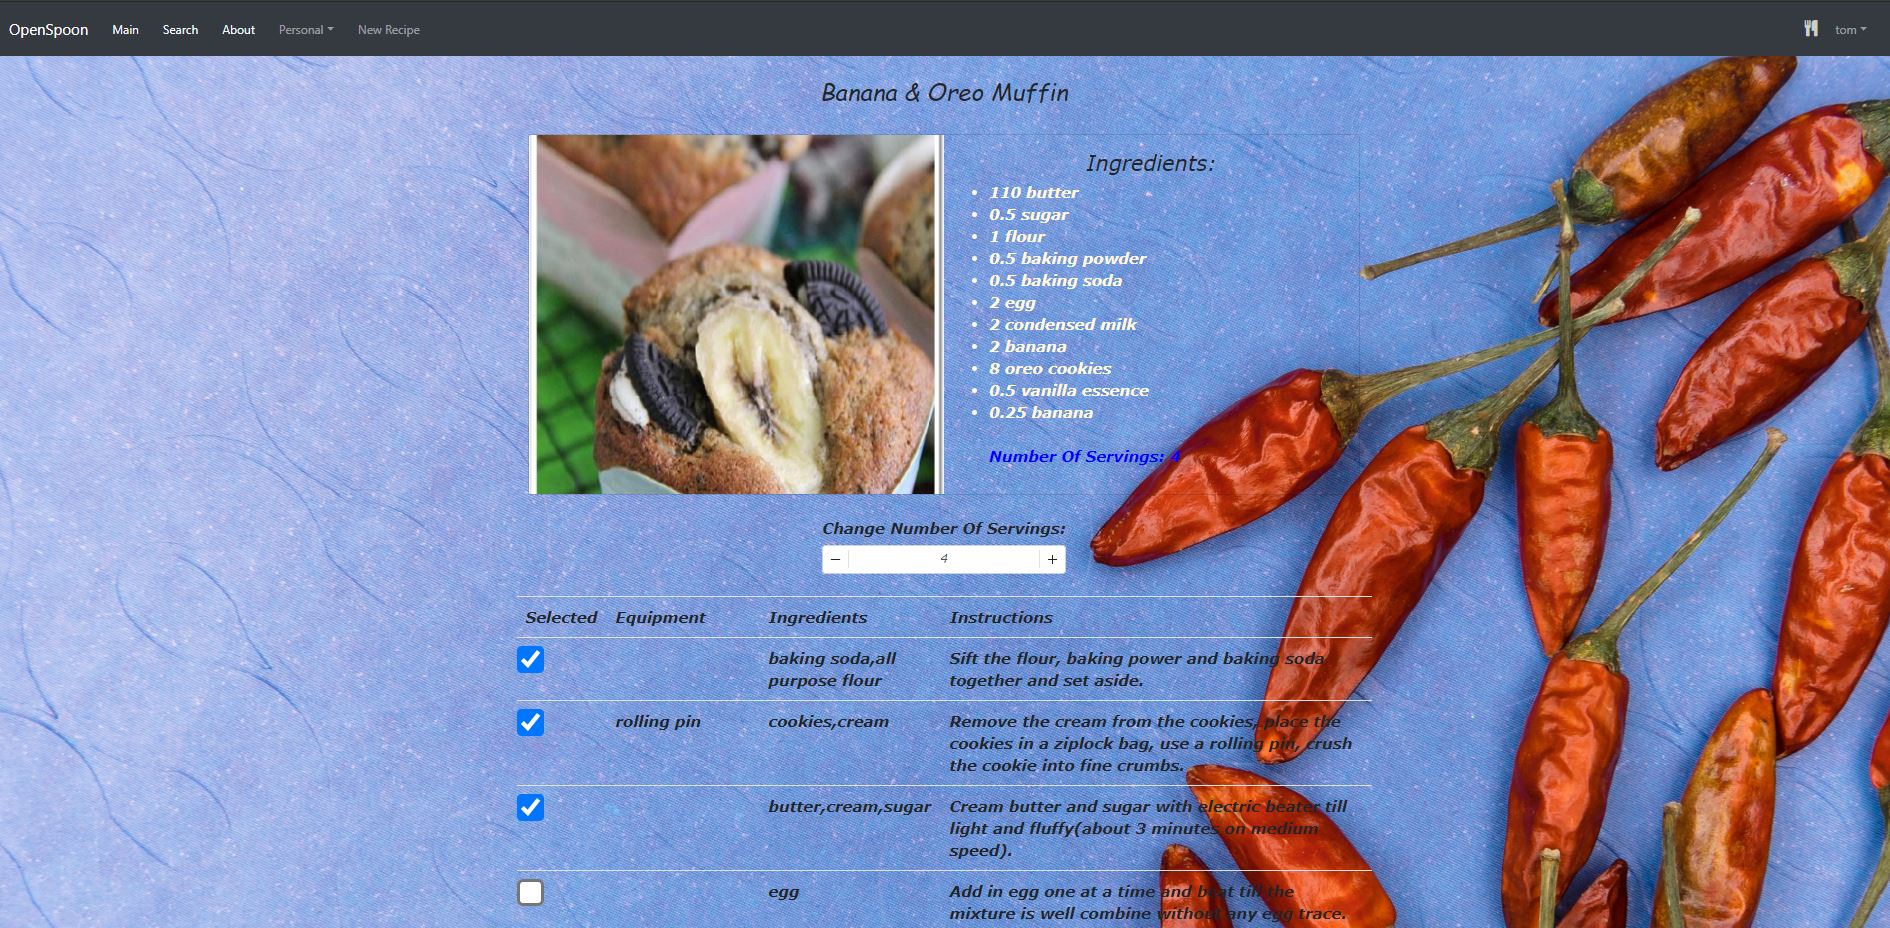 OpenSpoon Main Search About Personal New Recipe tom
Banana & Oreo Muffin
Ingredients:
110 butter
0.5 sugar
1 flour
0.5 baking powder
0.5 baking soda
2 egg
2 condensed milk
2 banana
8 oreo cookies
0.5 vanilla essence
0.25 banana
Number Of Servings: 4
Change Number Of Servings:
− 4 +
Selected Equipment Ingredients Instructions
baking soda,all
purpose flour
Sift the flour, baking power and baking soda
together and set aside.
rolling pin
cookies,cream
Remove the cream from the cookies, place the
cookies in a ziplock bag, use a rolling pin, crush
the cookie into fine crumbs.
butter,cream,sugar
Cream butter and sugar with electric beater till
light and fluffy(about 3 minutes on medium
speed).
egg
Add in egg one at a time and beat till the
mixture is well combine without any egg trace.